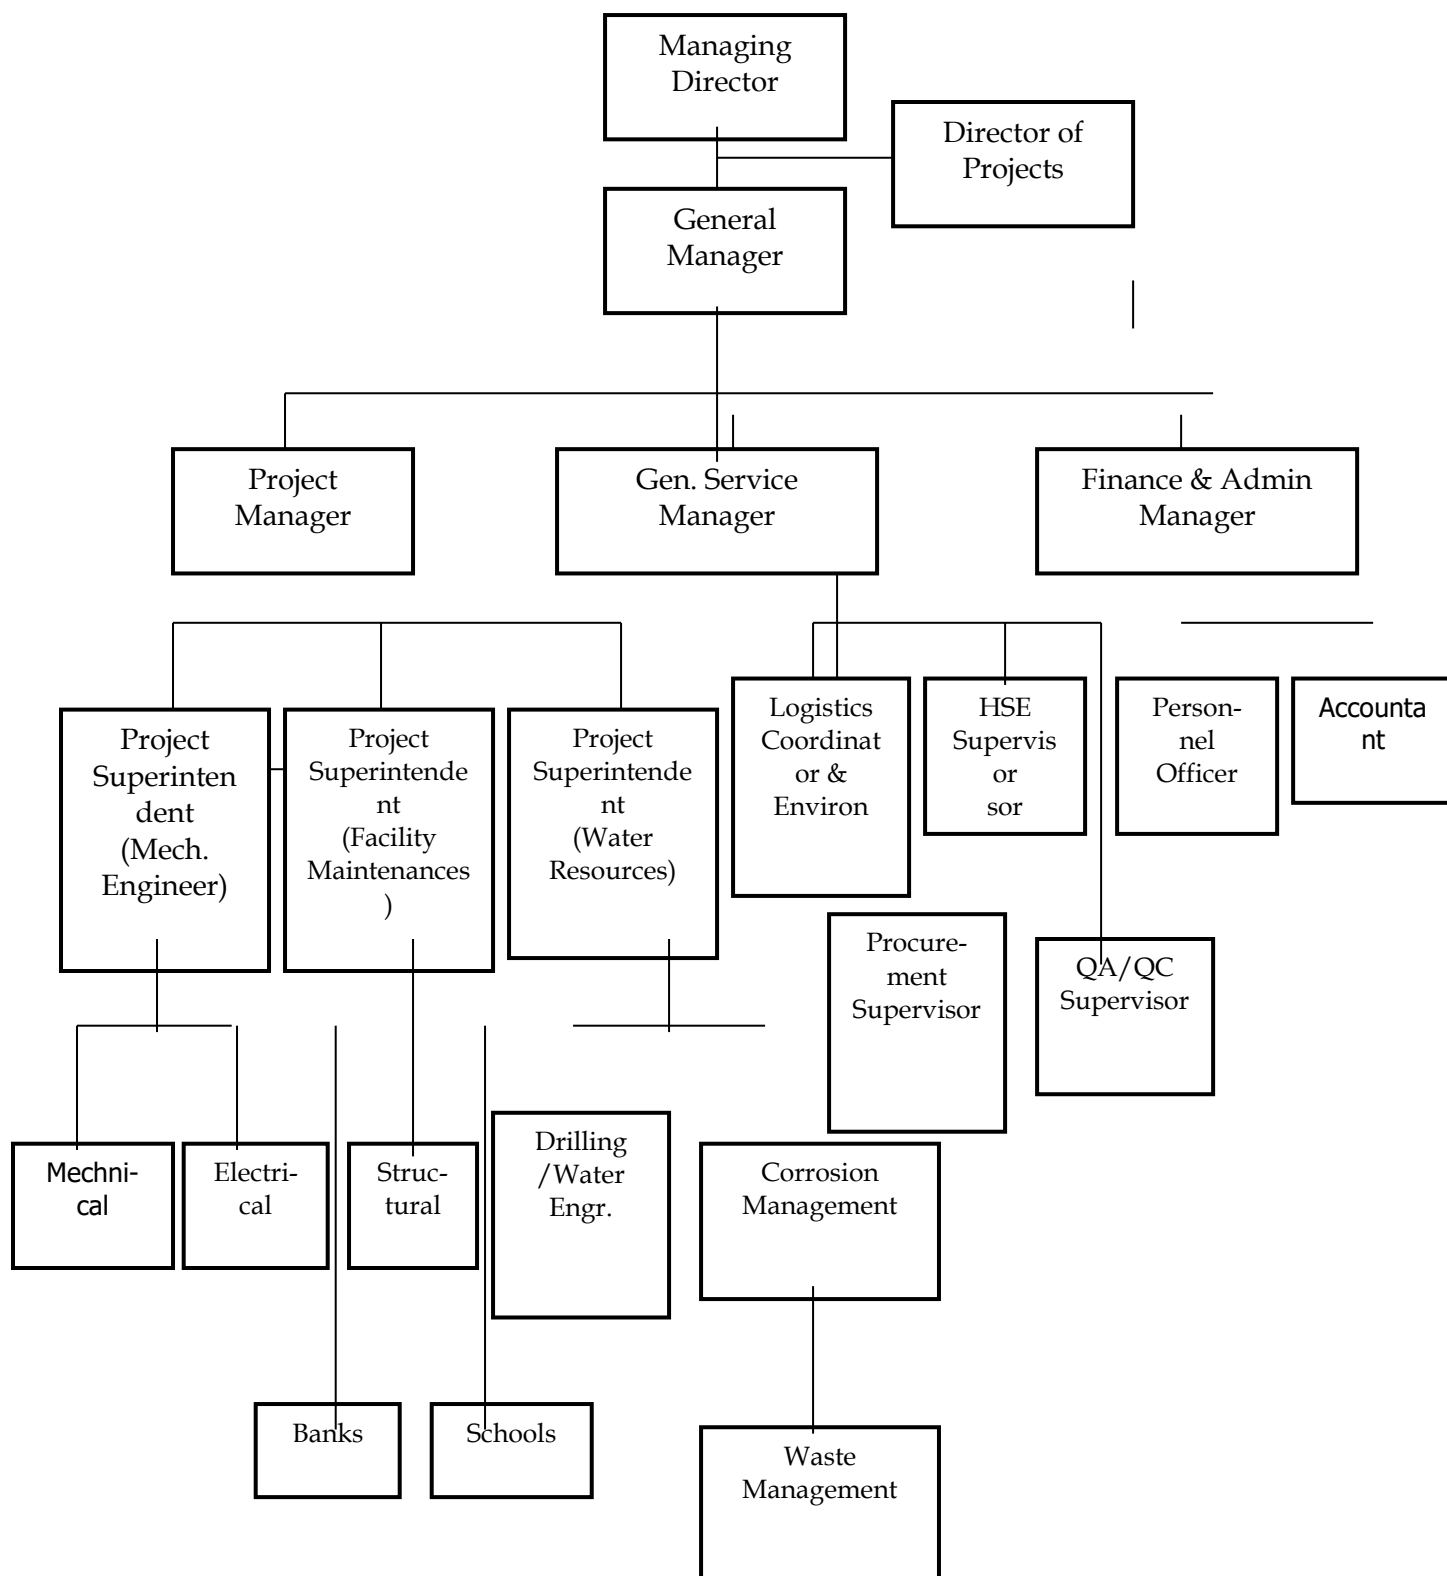 Managing
Director
Director of
Projects
General
Manager
Project
Manager
Gen. Service
Manager
Finance & Admin
Manager
Project
Superinten
dent
(Mech.
Engineer)
Project
Superintende
nt
(Facility
Maintenances
)
Project
Superintende
nt
(Water
Resources)
Logistics
Coordinat
or &
Environ
HSE
Supervis
or
sor
Person-
nel
Officer
Accounta
nt
Procure-
ment
Supervisor
QA/QC
Supervisor
Mechni-
cal
Electri-
cal
Struc-
tural
Drilling
/Water
Engr.
Corrosion
Management
Banks
Schools
Waste
Management